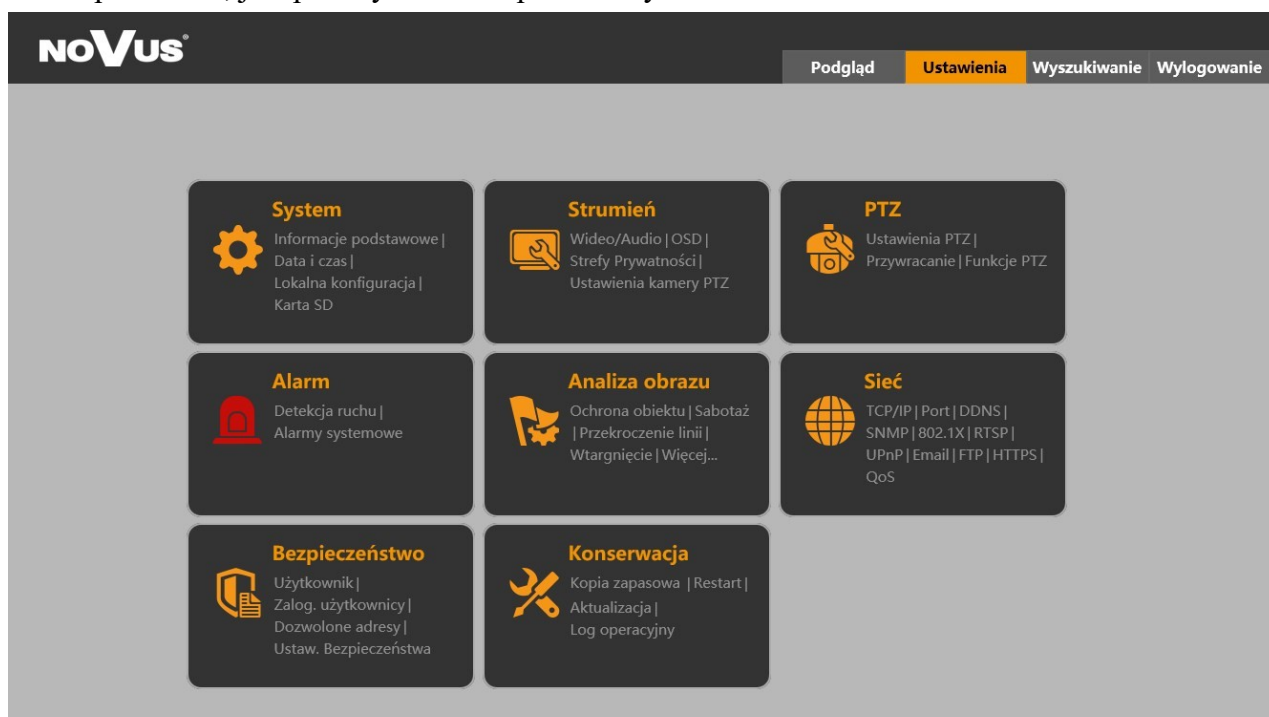 NOVUS®
Podgląd Ustawienia Wyszukiwanie Wylogowanie
System
Informacje podstawowe |
Data i czas |
Lokalna konfiguracja |
Karta SD
Strumień
Wideo/Audio | OSD |
Strefy Prywatności |
Ustawienia kamery PTZ
PTZ
Ustawienia PTZ |
Przywracanie | Funkcje PTZ
Alarm
Detekcja ruchu |
Alarmy systemowe
Analiza obrazu
Ochrona obiektu | Sabotaż
| Przekroczenie linii |
Wtargnięcie | Więcej...
Sieć
TCP/IP | Port | DDNS |
SNMP | 802.1X | RTSP |
UPnP | Email | FTP | HTTPS |
QoS
Bezpieczeństwo
Użytkownik |
Zalog. użytkownicy |
Dozwolone adresy |
Ustaw. Bezpieczeństwa
Konserwacja
Kopia zapasowa | Restart |
Aktualizacja |
Log operacyjny